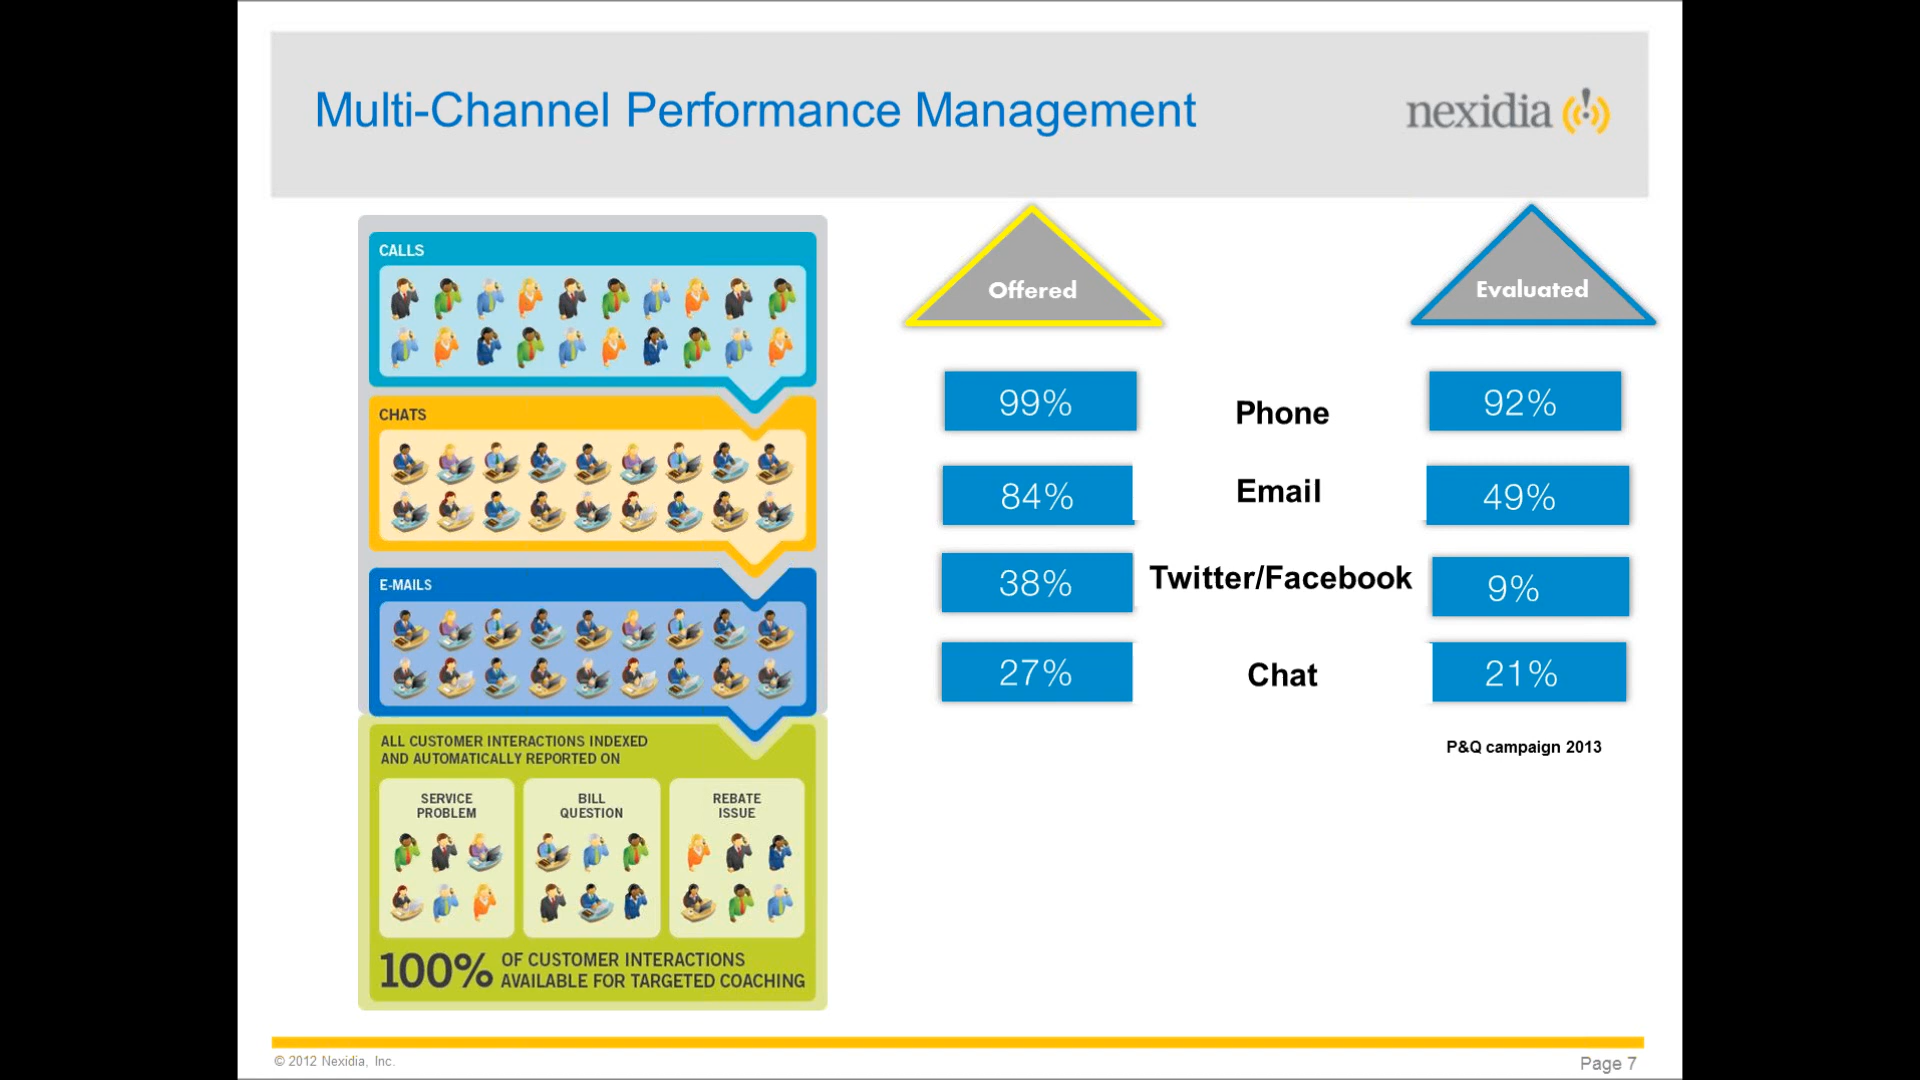 Multi-Channel Performance Management
nexidia
CALLS
CHATS
E-MAILS
ALL CUSTOMER INTERACTIONS INDEXED
AND AUTOMATICALLY REPORTED ON
SERVICE
PROBLEM
BILL
QUESTION
REBATE
ISSUE
100% OF CUSTOMER INTERACTIONS
AVAILABLE FOR TARGETED COACHING
Offered
Evaluated
99% Phone 92%
84% Email 49%
38% Twitter/Facebook 9%
27% Chat 21%
P&Q campaign 2013
© 2012 Nexidia, Inc.
Page 7